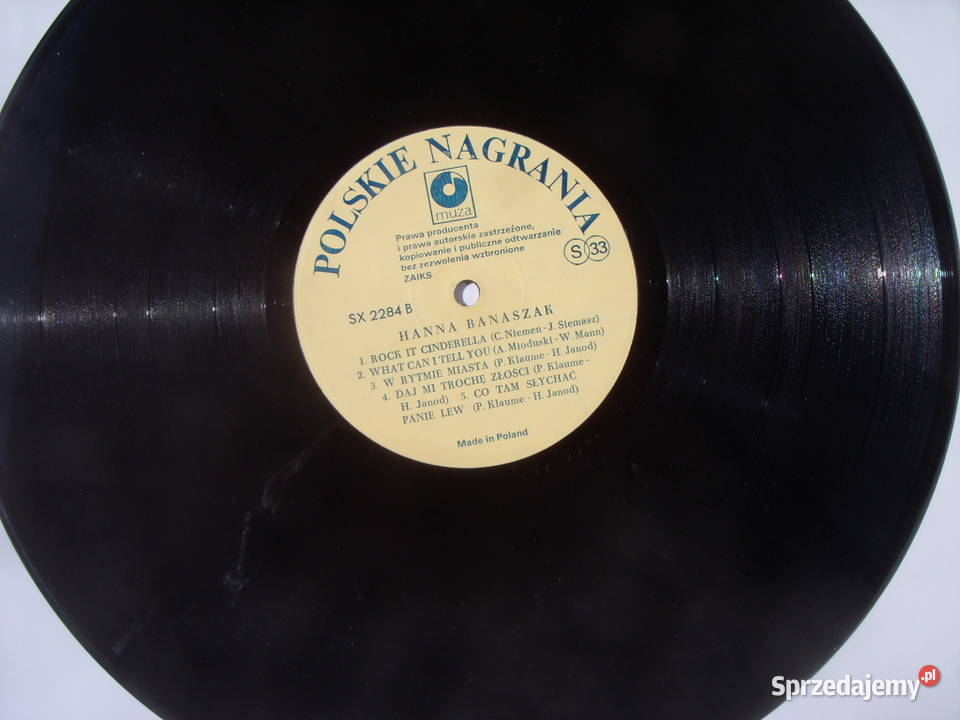 POLSKIE NAGRANIA
muza
Prawa producenta
i prawa autorskie zastrzeżone,
kopiowanie i publiczne odtwarzanie
bez zezwolenia wzbronione
ZAIKS
S 33
SX 2284 B
HANNA BANASZAK
1. ROCK IT CINDERELLA (C. Niemen - J. Siemasz)
2. WHAT CAN I TELL YOU (A. Mioduski - W. Mann)
3. W RYTMIE MIASTA (P. Klaume - H. Janod)
4. DAJ MI TROCHĘ ZŁOŚCI (P. Klaume -
H. Janod) 5. CO TAM SŁYCHAĆ
PANIE LEW (P. Klaume - H. Janod)
Made in Poland
Sprzedajemy.pl